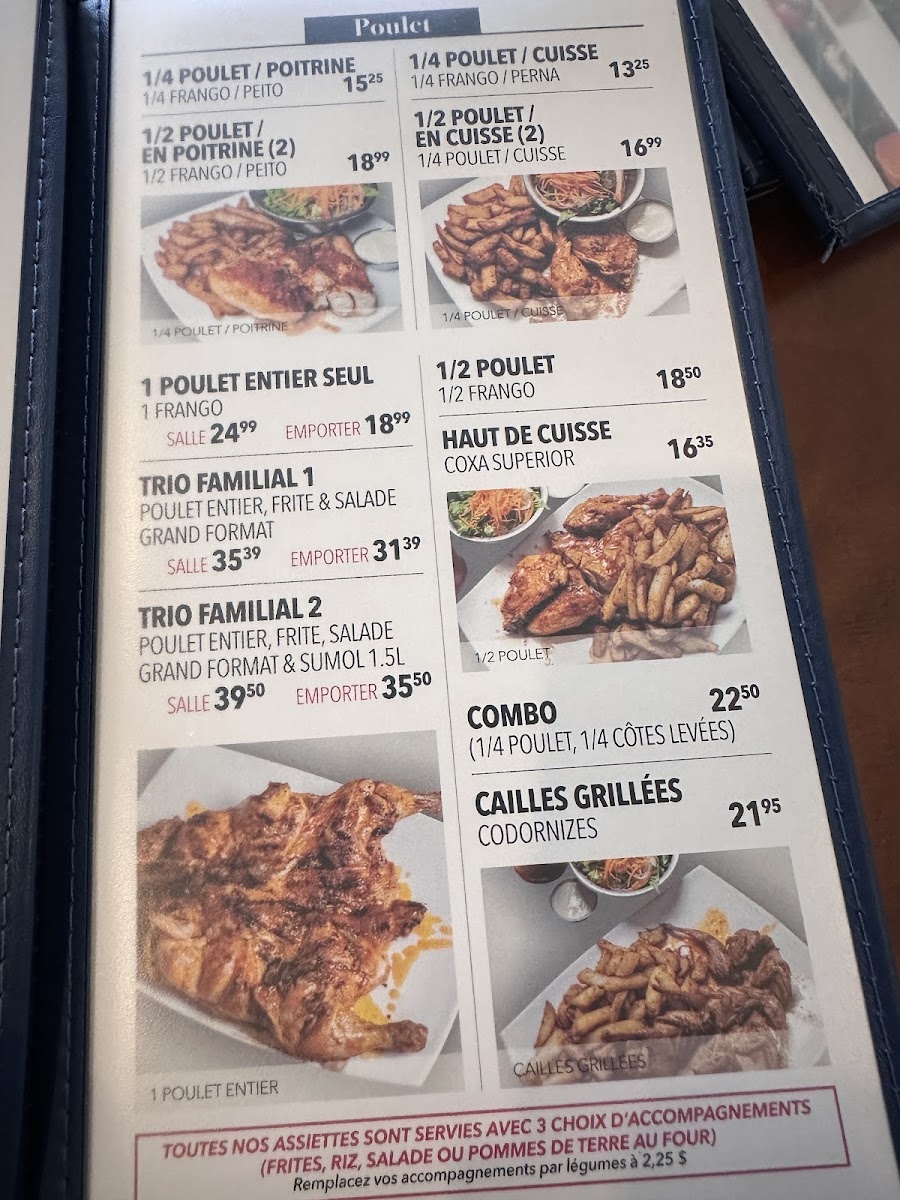 Poulet
1/4 POULET / POITRINE
1/4 FRANGO / PEITO 15²⁵
1/2 POULET /
EN POITRINE (2)
1/2 FRANGO / PEITO 18⁹⁹
1/4 POULET / POITRINE
1 POULET ENTIER SEUL
1 FRANGO
SALLE 24⁹⁹ EMPORTER 18⁹⁹
TRIO FAMILIAL 1
POULET ENTIER, FRITE & SALADE
GRAND FORMAT
SALLE 35³⁹ EMPORTER 31³⁹
TRIO FAMILIAL 2
POULET ENTIER, FRITE, SALADE
GRAND FORMAT & SUMOL 1.5L
SALLE 39⁵⁰ EMPORTER 35⁵⁰
1 POULET ENTIER
1/4 POULET / CUISSE
1/4 FRANGO / PERNA 13²⁵
1/2 POULET /
EN CUISSE (2)
1/4 POULET / CUISSE 16⁹⁹
1/4 POULET / CUISSE
1/2 POULET
1/2 FRANGO 18⁵⁰
HAUT DE CUISSE
COXA SUPERIOR 16³⁵
1/2 POULET
COMBO 22⁵⁰
(1/4 POULET, 1/4 CÔTES LEVÉES)
CAILLES GRILLÉES
CODORNIZES 21⁹⁵
CAILLES GRILLÉES
TOUTES NOS ASSIETTES SONT SERVIES AVEC 3 CHOIX D'ACCOMPAGNEMENTS
(FRITES, RIZ, SALADE OU POMMES DE TERRE AU FOUR)
Remplacez vos accompagnements par légumes à 2,25 $